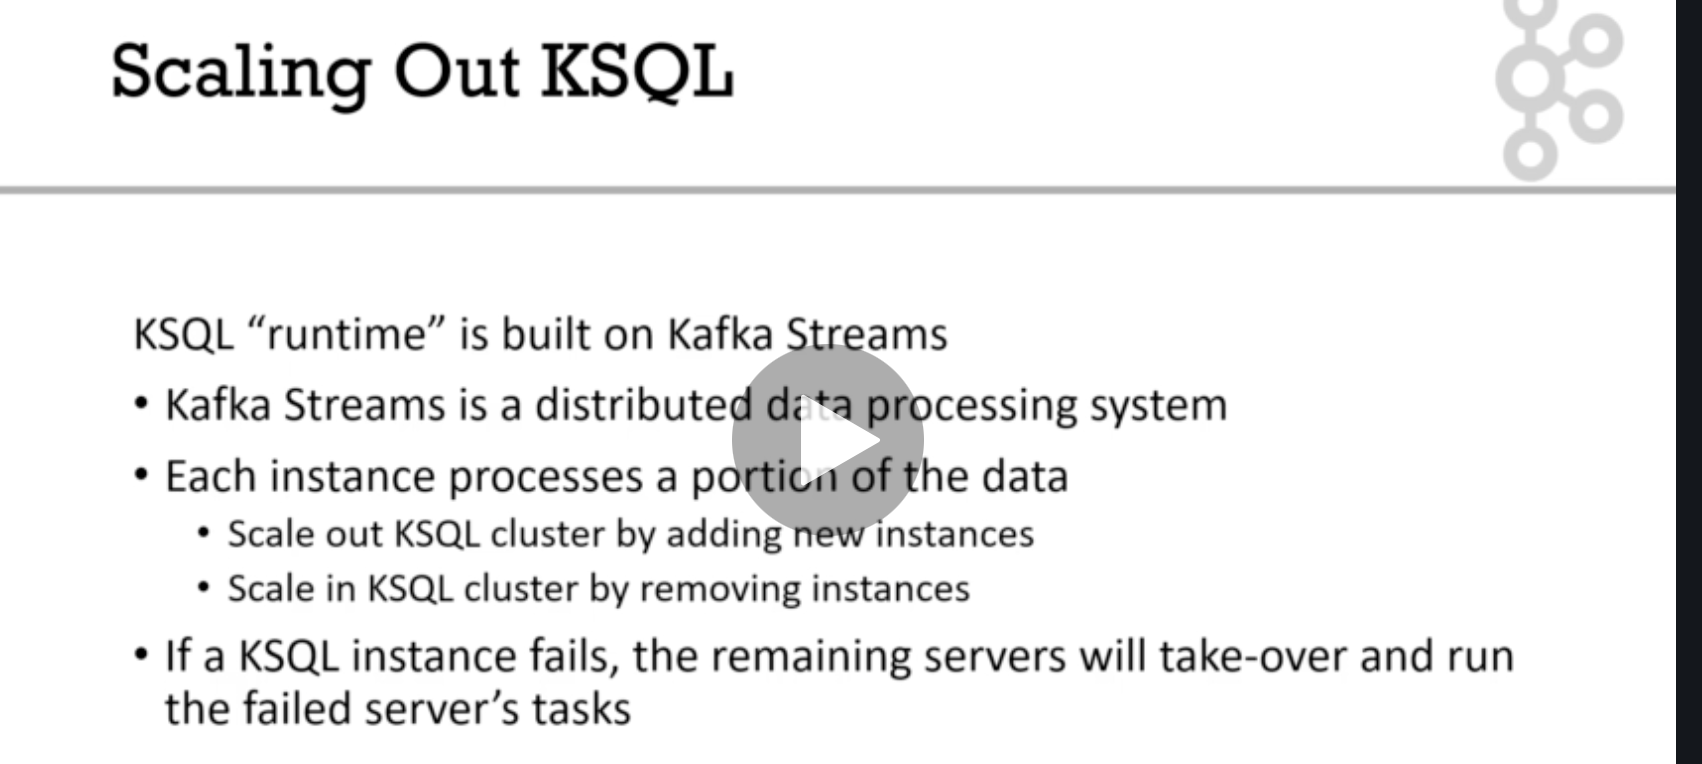 Scaling Out KSQL
KSQL “runtime” is built on Kafka Streams
• Kafka Streams is a distributed data processing system
• Each instance processes a portion of the data
• Scale out KSQL cluster by adding new instances
• Scale in KSQL cluster by removing instances
• If a KSQL instance fails, the remaining servers will take-over and run
the failed server’s tasks